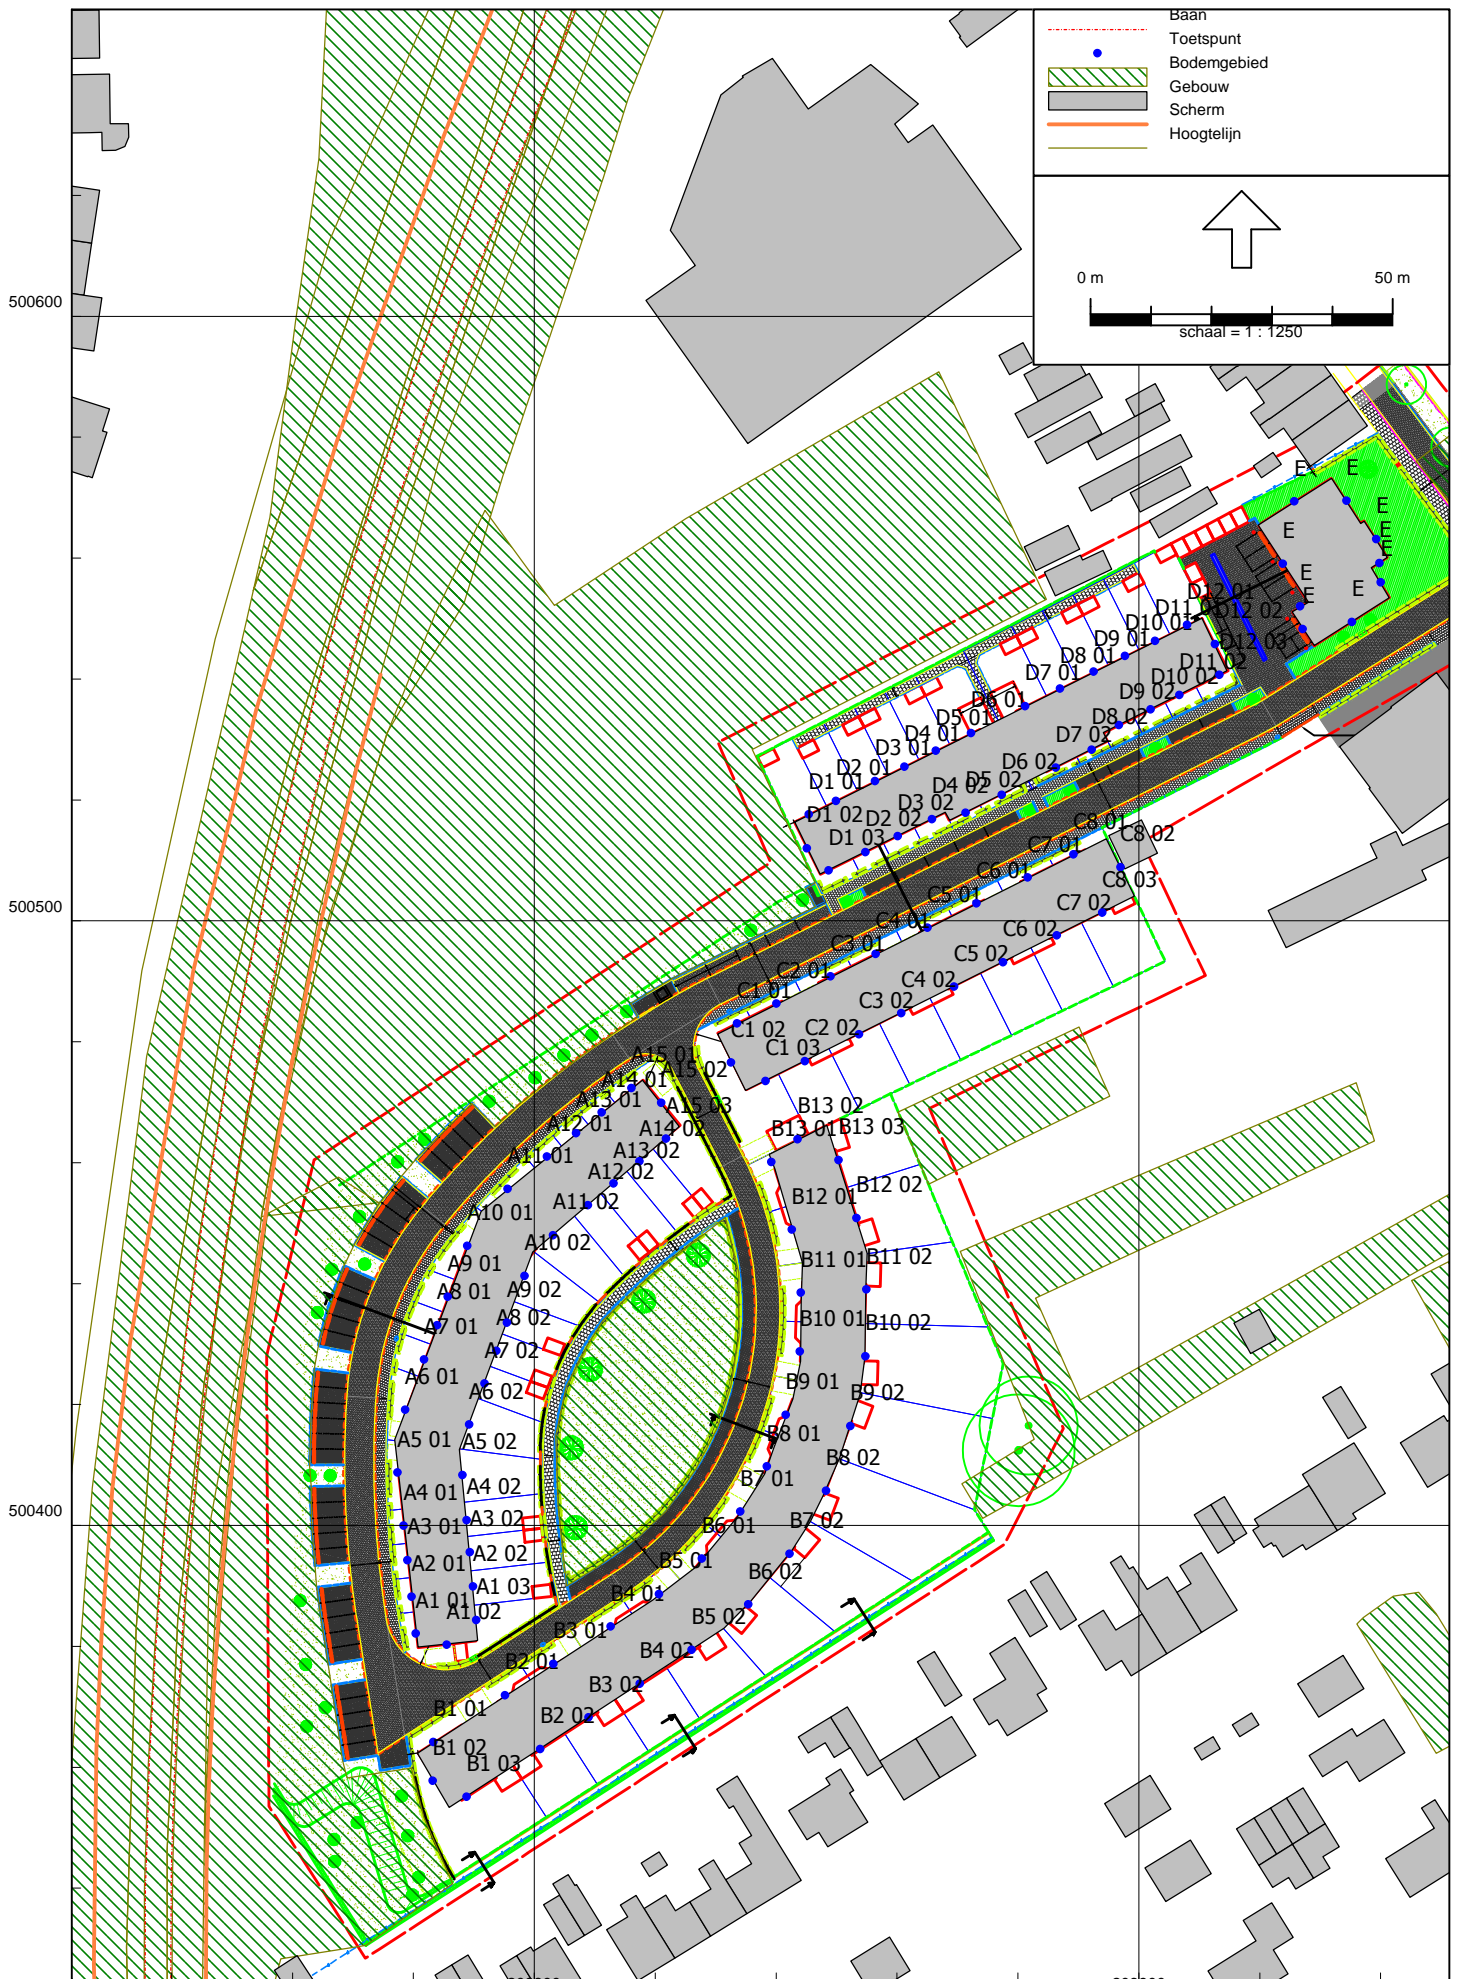 Baan
Toetspunt
Bodemgebied
Gebouw
Scherm
Hoogtelijn
0 m 50 m
schaal = 1 : 1250
500600
E E
E
E
E
E
E
E
D12 01
D11 01 D12 02
D10 01
D9 01 D12 03
D8 01 D11 02
D7 01 D10 02
D6 01 D9 02
D5 01 D8 02
D4 01 D7 02
D3 01 D6 02
D2 01 D5 02
D1 01 D4 02
D1 02 D3 02
D2 02
D1 03
C8 01
C8 02
C7 01
C6 01 C8 03
500500
C5 01 C7 02
C4 01 C6 02
C3 01 C5 02
C2 01 C4 02
C1 01 C3 02
C1 02 C2 02
C1 03
A15 01
A15 02
A14 01
A13 01 A15 03
A12 01 A14 02
A11 01 A13 02
A12 02
A11 02
A10 01
A10 02
A9 01
A9 02
A8 01
A8 02
A7 01
A7 02
A6 01
A6 02
A5 01 A5 02
A4 01 A4 02
A3 01 A3 02
A2 01 A2 02
A1 01 A1 03
A1 02
B13 02
B13 01 B13 03
B12 01 B12 02
B11 01 B11 02
B10 01 B10 02
B9 01 B9 02
B8 01
B8 02
B7 01
500400
B6 01 B7 02
B5 01 B6 02
B4 01
B3 01 B5 02
B2 01 B4 02
B1 01 B3 02
B1 02 B2 02
B1 03